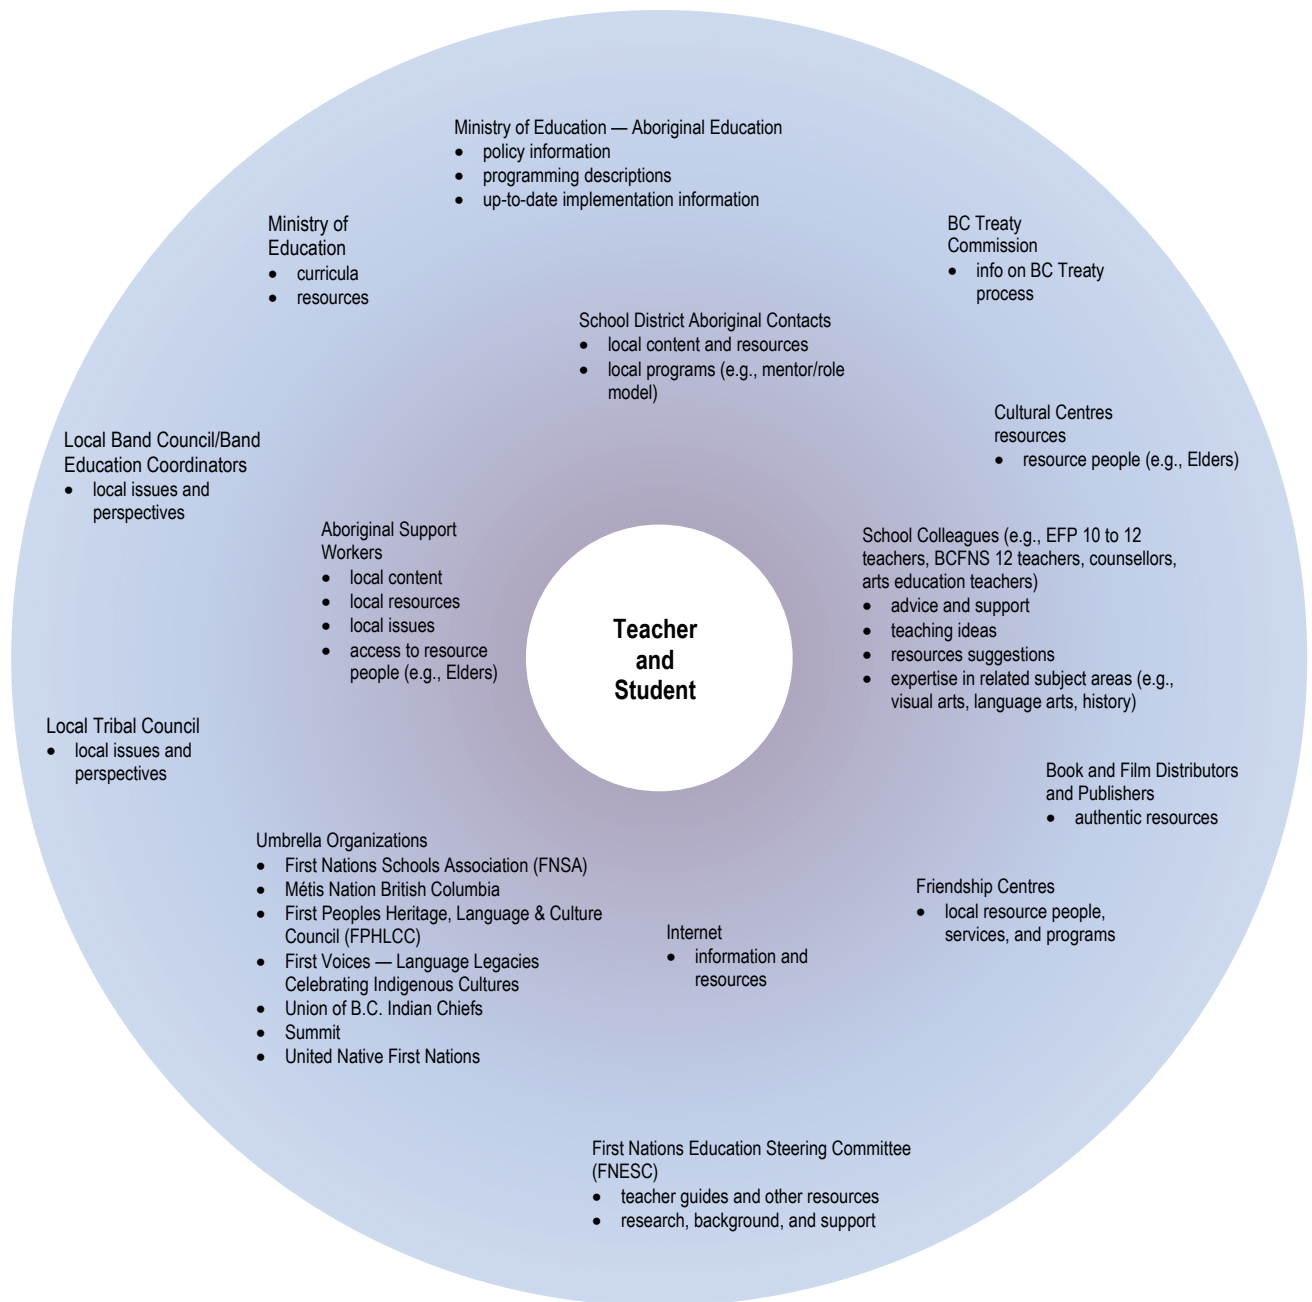 Ministry of Education — Aboriginal Education
• policy information
• programming descriptions
• up-to-date implementation information
Ministry of
Education
• curricula
• resources
BC Treaty
Commission
• info on BC Treaty
process
School District Aboriginal Contacts
• local content and resources
• local programs (e.g., mentor/role
model)
Cultural Centres
resources
• resource people (e.g., Elders)
Local Band Council/Band
Education Coordinators
• local issues and
perspectives
Aboriginal Support
Workers
• local content
• local resources
• local issues
• access to resource
people (e.g., Elders)
School Colleagues (e.g., EFP 10 to 12
teachers, BCFNS 12 teachers, counsellors,
arts education teachers)
• advice and support
• teaching ideas
• resources suggestions
• expertise in related subject areas (e.g.,
visual arts, language arts, history)
Teacher
and
Student
Local Tribal Council
• local issues and
perspectives
Book and Film Distributors
and Publishers
• authentic resources
Umbrella Organizations
• First Nations Schools Association (FNSA)
• Métis Nation British Columbia
• First Peoples Heritage, Language & Culture
Council (FPHLCC)
• First Voices — Language Legacies
Celebrating Indigenous Cultures
• Union of B.C. Indian Chiefs
• Summit
• United Native First Nations
Friendship Centres
• local resource people,
services, and programs
Internet
• information and
resources
First Nations Education Steering Committee
(FNESC)
• teacher guides and other resources
• research, background, and support